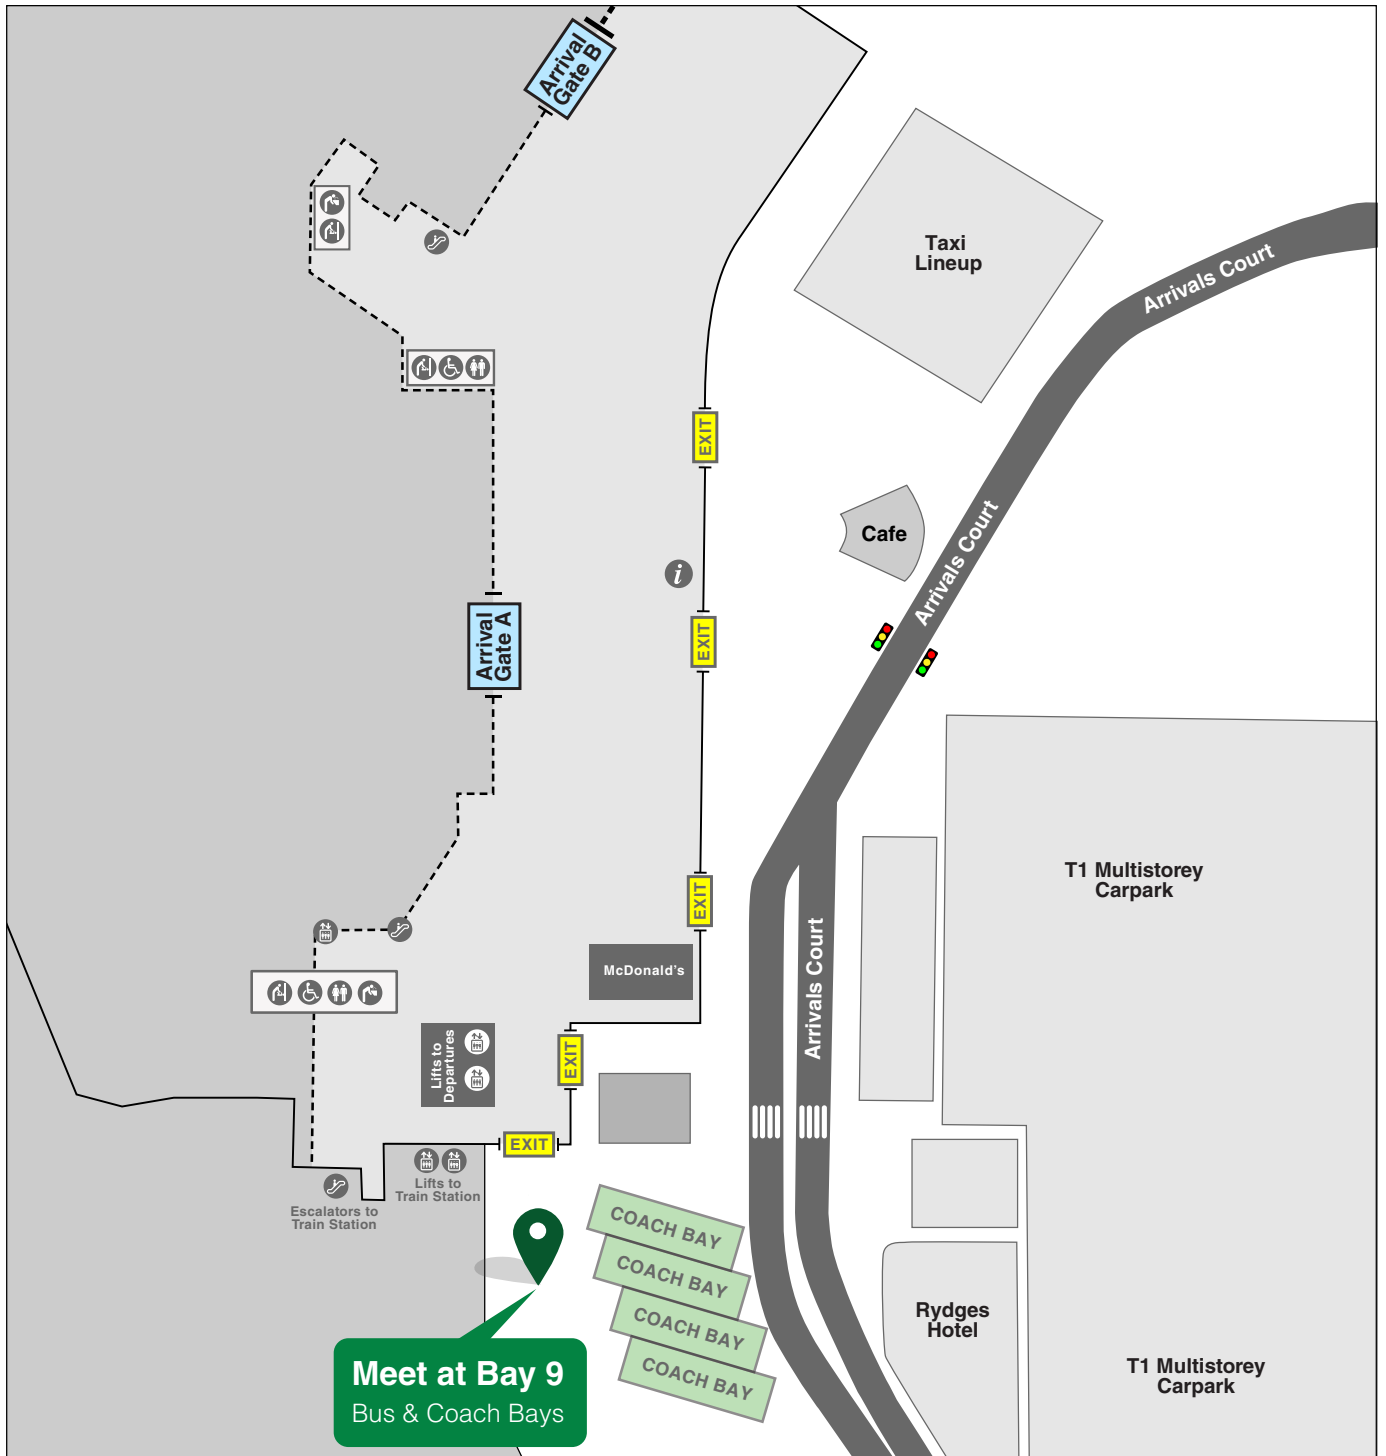 Arrival
Gate B
Taxi
Lineup
Arrivals Court
EXIT
Cafe
Arrivals Court
i
EXIT
Arrival
Gate A
T1 Multistorey
Carpark
EXIT
Arrivals Court
McDonald's
Lifts to
Departures
EXIT
EXIT
Lifts to
Train Station
Escalators to
Train Station
COACH BAY
COACH BAY
COACH BAY
COACH BAY
Rydges
Hotel
T1 Multistorey
Carpark
Meet at Bay 9
Bus & Coach Bays